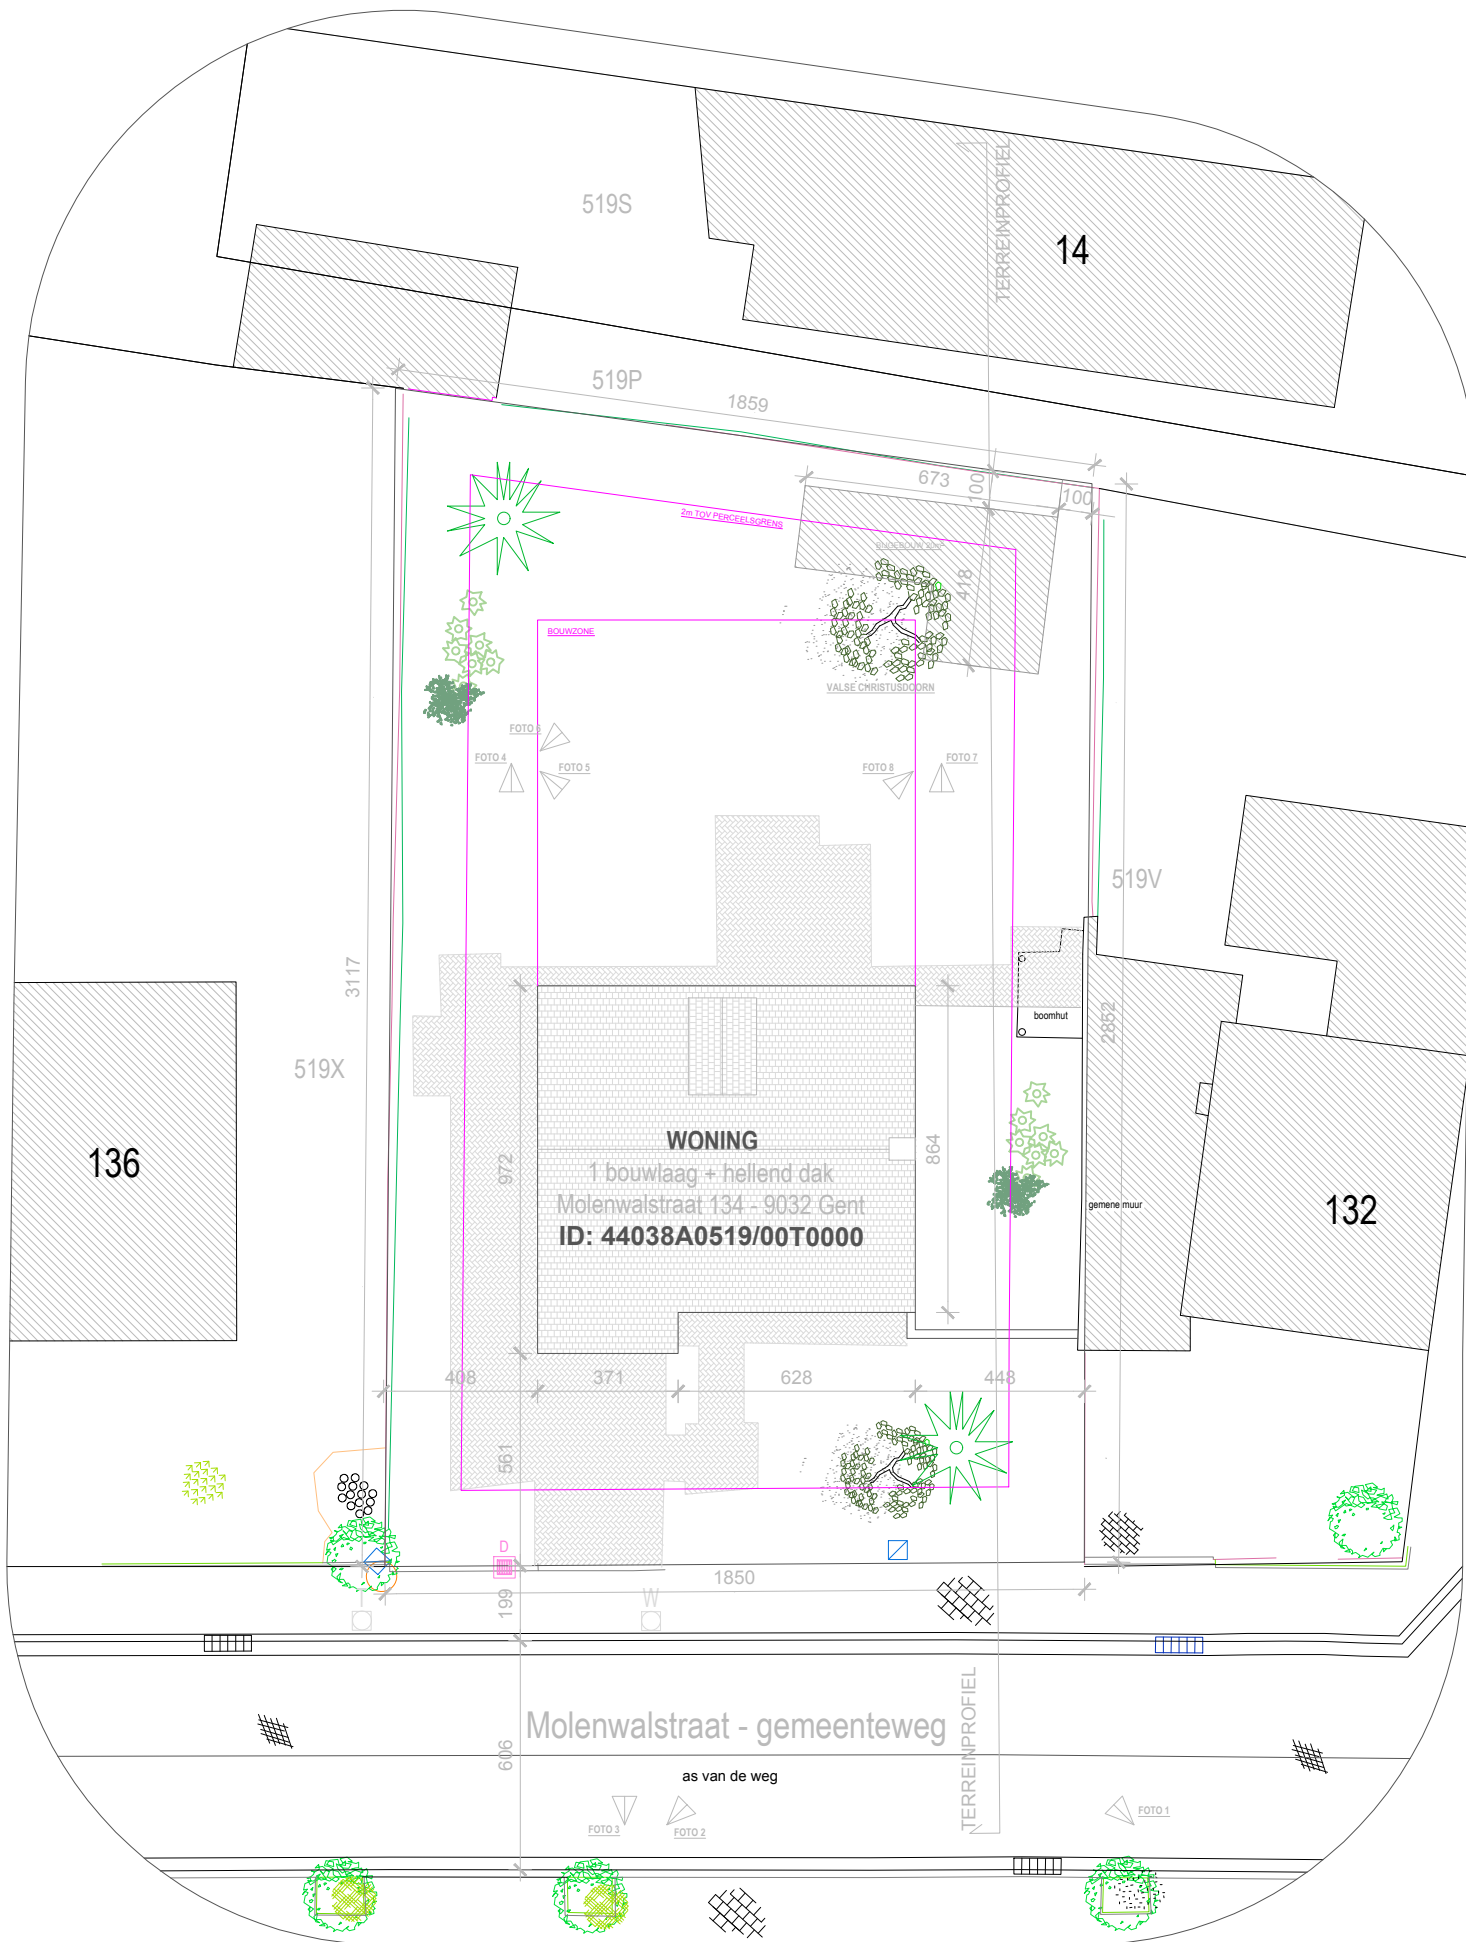 519S
14
TERREINPROFIEL
519P
1859
673
100
100
2m TOV PERCEELSGRENS
BIJGEBOUW 20m²
418
BOUWZONE
VALSE CHRISTUSDOORN
FOTO 6
FOTO 4
FOTO 5
FOTO 8
FOTO 7
519V
3117
2852
boomhut
519X
136
972
WONING
1 bouwlaag + hellend dak
Molenwalstraat 134 - 9032 Gent
ID: 44038A0519/00T0000
864
gemene muur
132
408
371
628
448
561
D
1850
199
T
W
Molenwalstraat - gemeenteweg
TERREINPROFIEL
606
as van de weg
FOTO 3
FOTO 2
FOTO 1